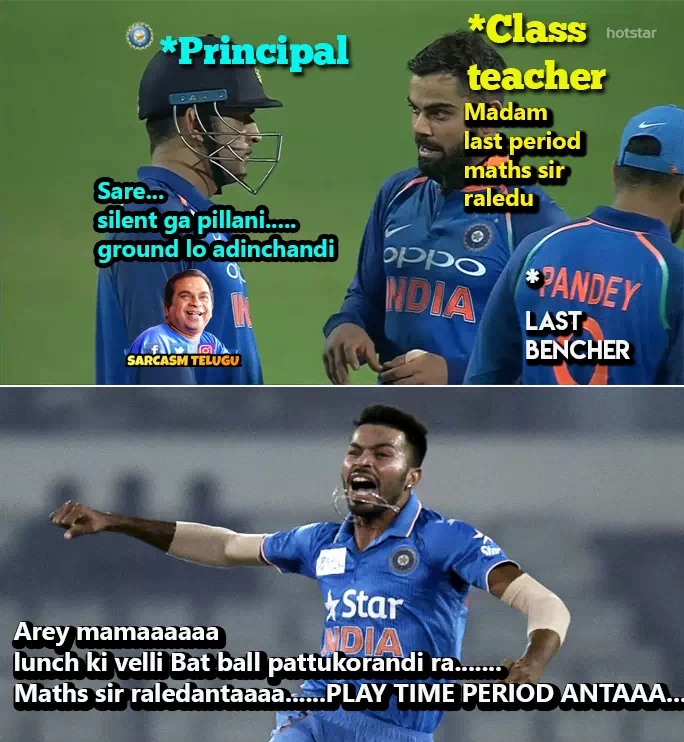 *Principal
*Class
teacher
hotstar
Madam
last period
maths sir
raledu
Sare...
silent ga pillani.....
ground lo adinchandi
oppo
INDIA
*PANDEY
LAST
BENCHER
SARCASM TELUGU
Star
INDIA
Arey mamaaaaaa
lunch ki velli Bat ball pattukorandi ra.......
Maths sir raledantaaaa......PLAY TIME PERIOD ANTAAA...